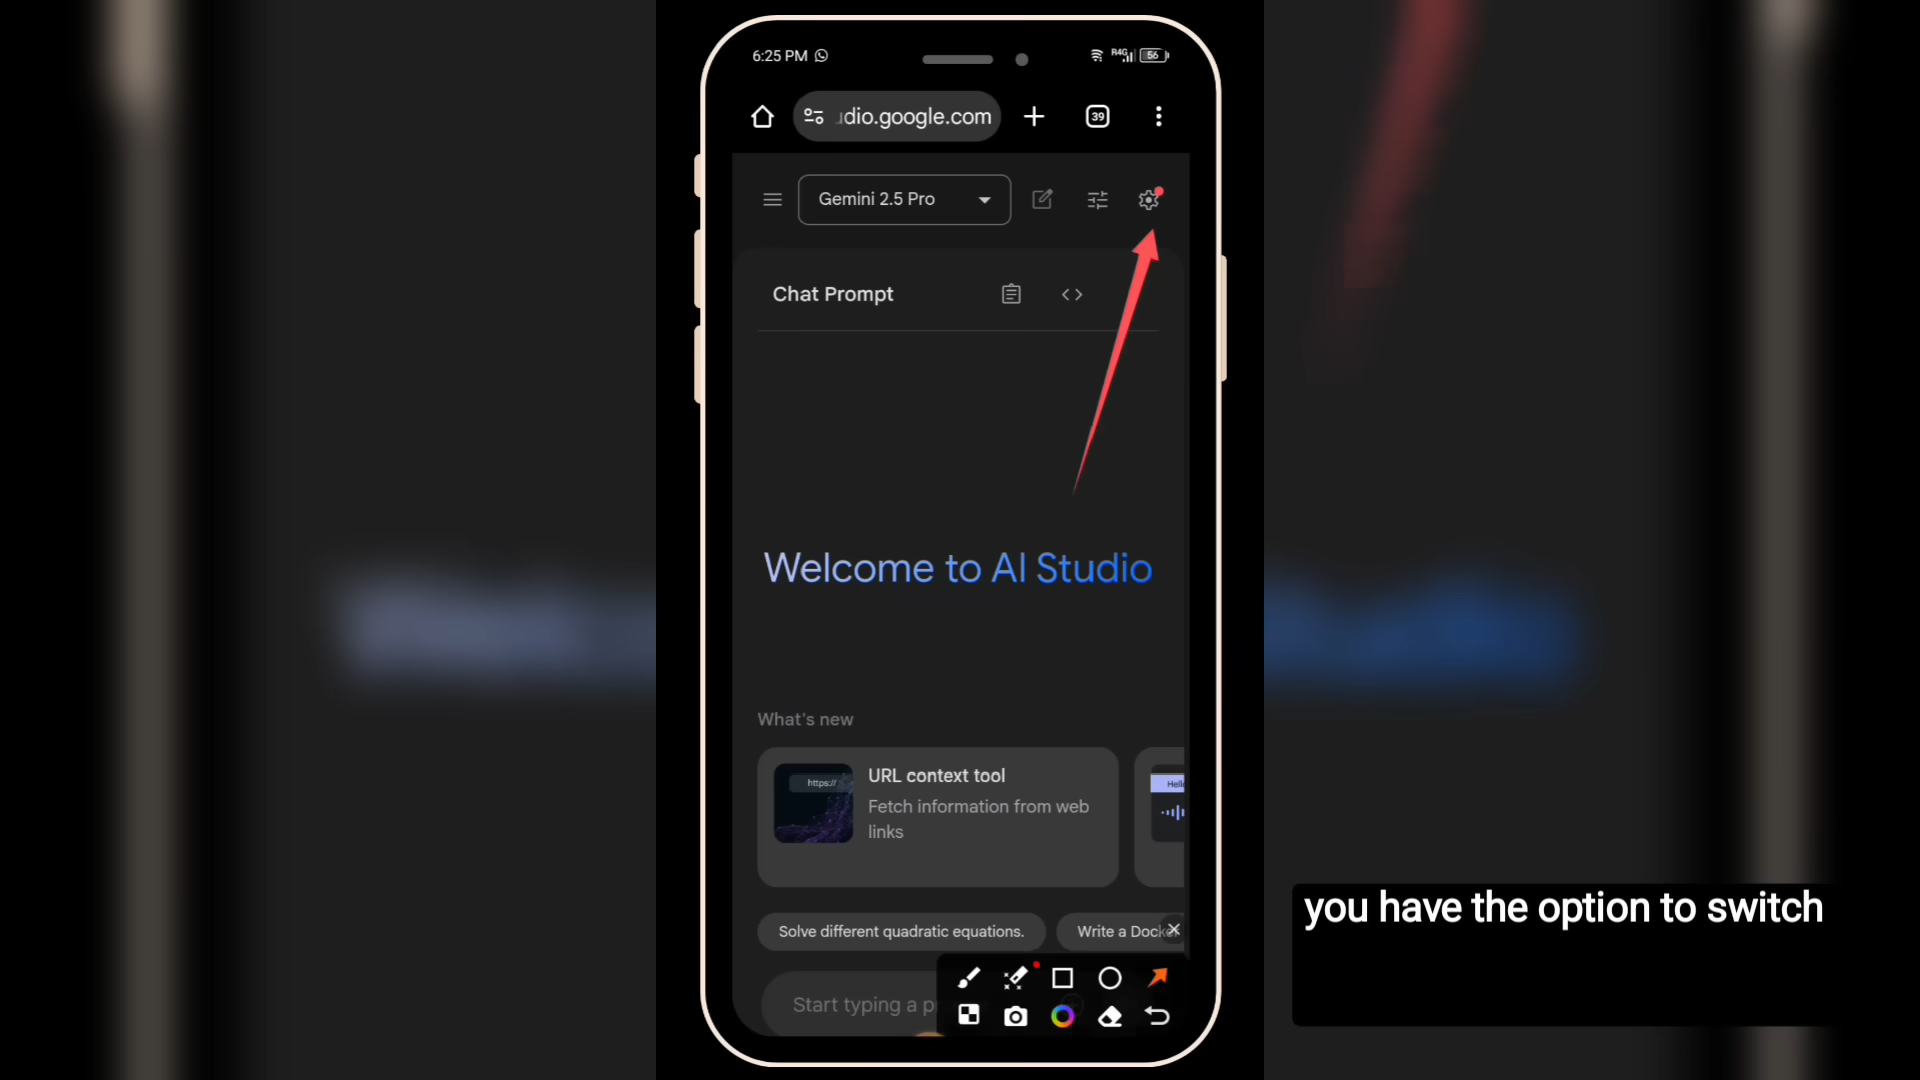 6:25 PM
R4G
56
dio.google.com
39
Gemini 2.5 Pro
Chat Prompt
Welcome to AI Studio
What's new
https://
URL context tool
Fetch information from web
links
Solve different quadratic equations.
Write a Dock
Start typing a p
you have the option to switch